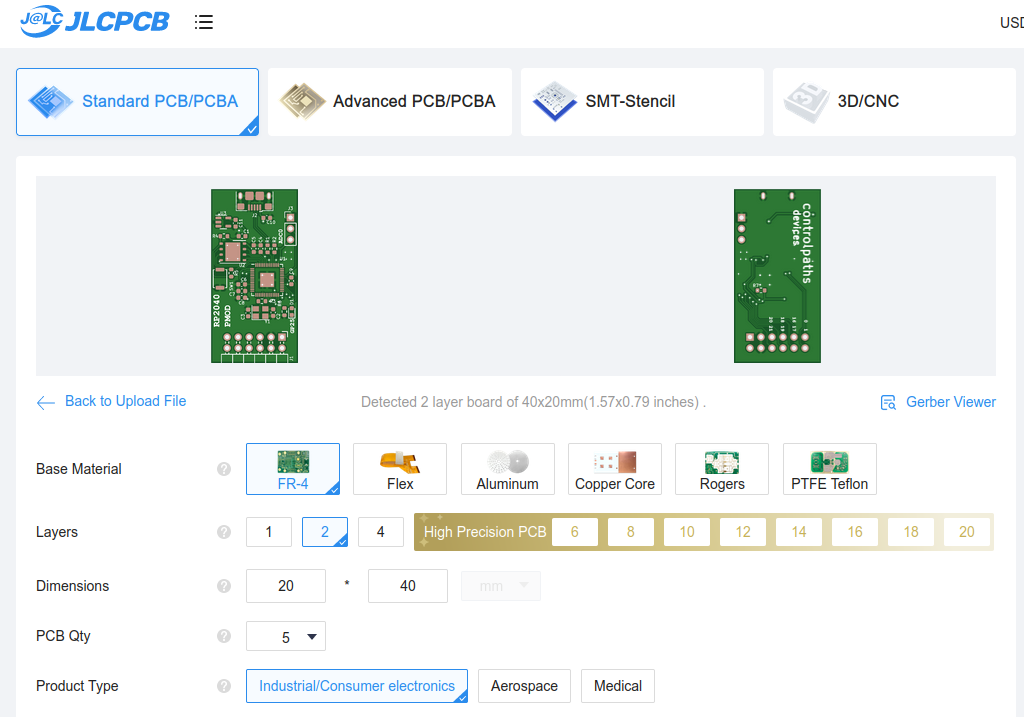 J@LC JLCPCB
USD
Standard PCB/PCBA
Advanced PCB/PCBA
SMT-Stencil
3D/CNC
RP2040
PMOD
controlpaths
devices
Back to Upload File
Detected 2 layer board of 40x20mm(1.57x0.79 inches) .
Gerber Viewer
Base Material
?
FR-4
Flex
Aluminum
Copper Core
Rogers
PTFE Teflon
Layers
?
1
2
4
High Precision PCB
6
8
10
12
14
16
18
20
Dimensions
?
20
*
40
mm
PCB Qty
?
5
Product Type
?
Industrial/Consumer electronics
Aerospace
Medical